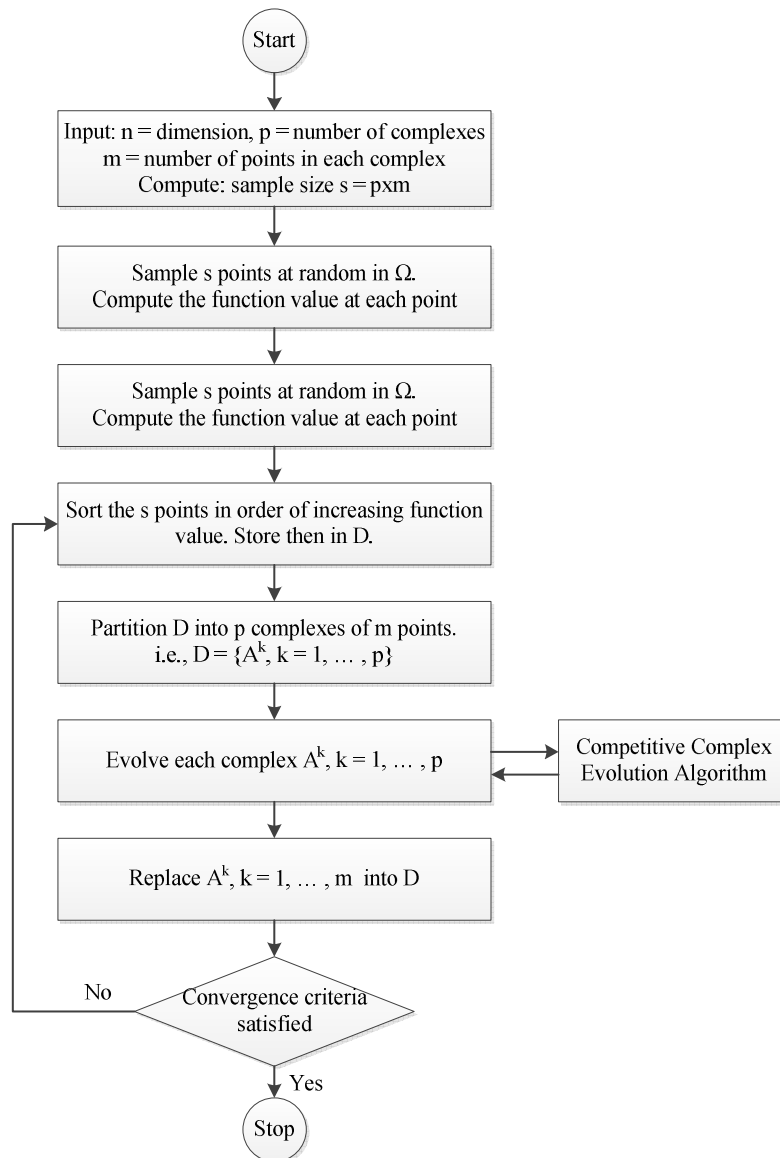 Start
Input: n = dimension, p = number of complexes
m = number of points in each complex
Compute: sample size s = pxm
Sample s points at random in Ω.
Compute the function value at each point
Sample s points at random in Ω.
Compute the function value at each point
Sort the s points in order of increasing function
value. Store then in D.
Partition D into p complexes of m points.
i.e., D = {Aᵏ, k = 1, … , p}
Evolve each complex Aᵏ, k = 1, … , p
Competitive Complex
Evolution Algorithm
Replace Aᵏ, k = 1, … , m into D
No
Convergence criteria
satisfied
Yes
Stop